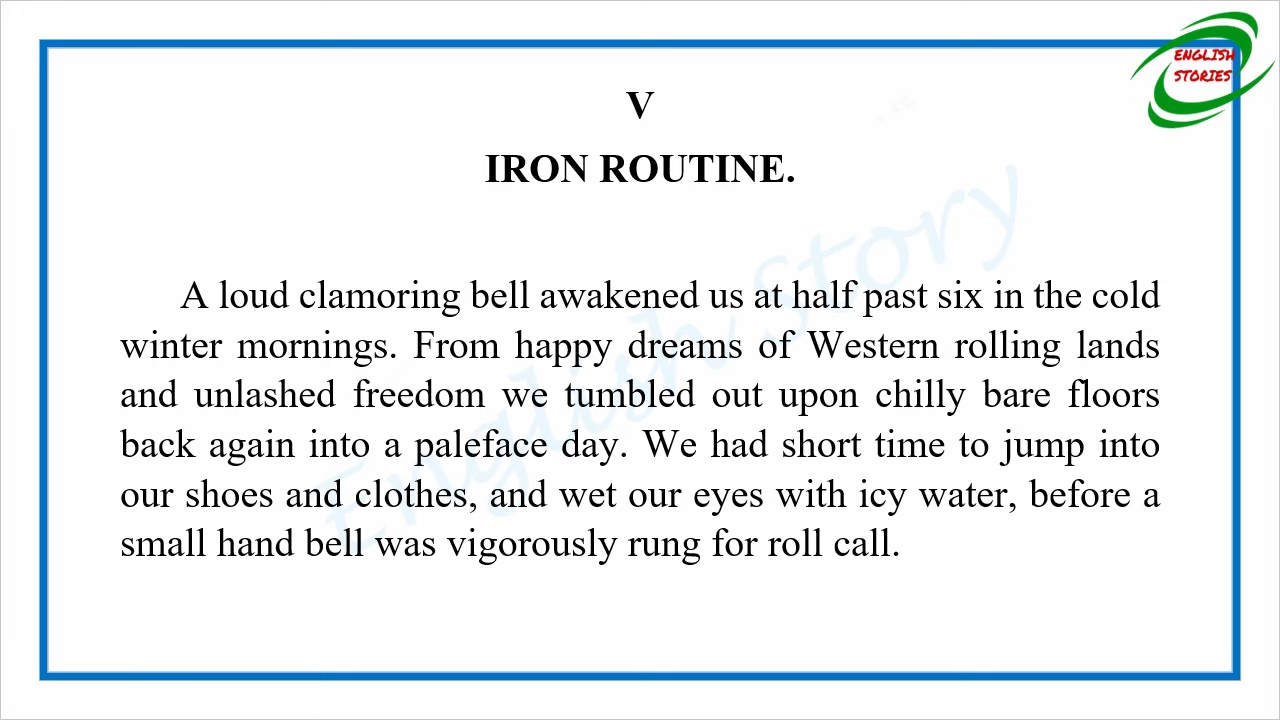 ENGLISH
STORIES
V
IRON ROUTINE.
A loud clamoring bell awakened us at half past six in the cold
winter mornings. From happy dreams of Western rolling lands
and unlashed freedom we tumbled out upon chilly bare floors
back again into a paleface day. We had short time to jump into
our shoes and clothes, and wet our eyes with icy water, before a
small hand bell was vigorously rung for roll call.
English Story